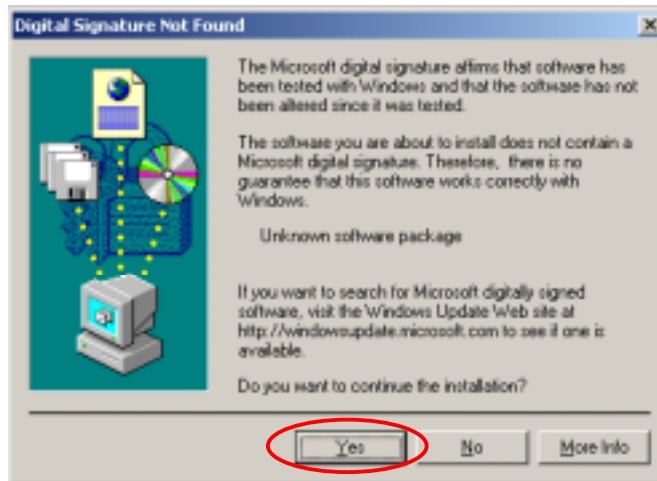 Digital Signature Not Found
The Microsoft digital signature affirms that software has
been tested with Windows and that the software has not
been altered since it was tested.
The software you are about to install does not contain a
Microsoft digital signature. Therefore, there is no
guarantee that this software works correctly with
Windows.
Unknown software package
If you want to search for Microsoft digitally signed
software, visit the Windows Update Web site at
http://windowsupdate.microsoft.com to see if one is
available.
Do you want to continue the installation?
Yes
No
More Info